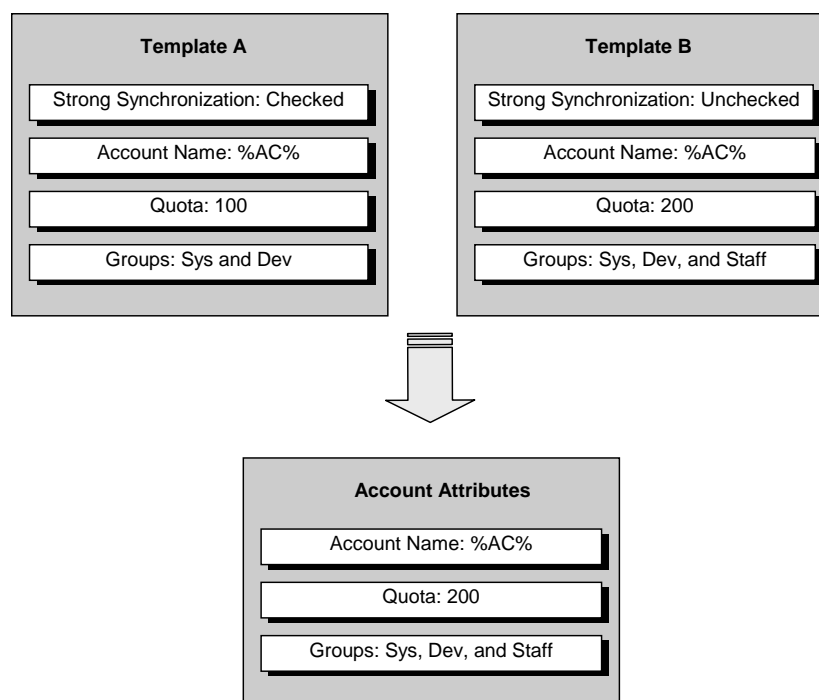 Template A
Strong Synchronization: Checked
Account Name: %AC%
Quota: 100
Groups: Sys and Dev
Template B
Strong Synchronization: Unchecked
Account Name: %AC%
Quota: 200
Groups: Sys, Dev, and Staff
Account Attributes
Account Name: %AC%
Quota: 200
Groups: Sys, Dev, and Staff